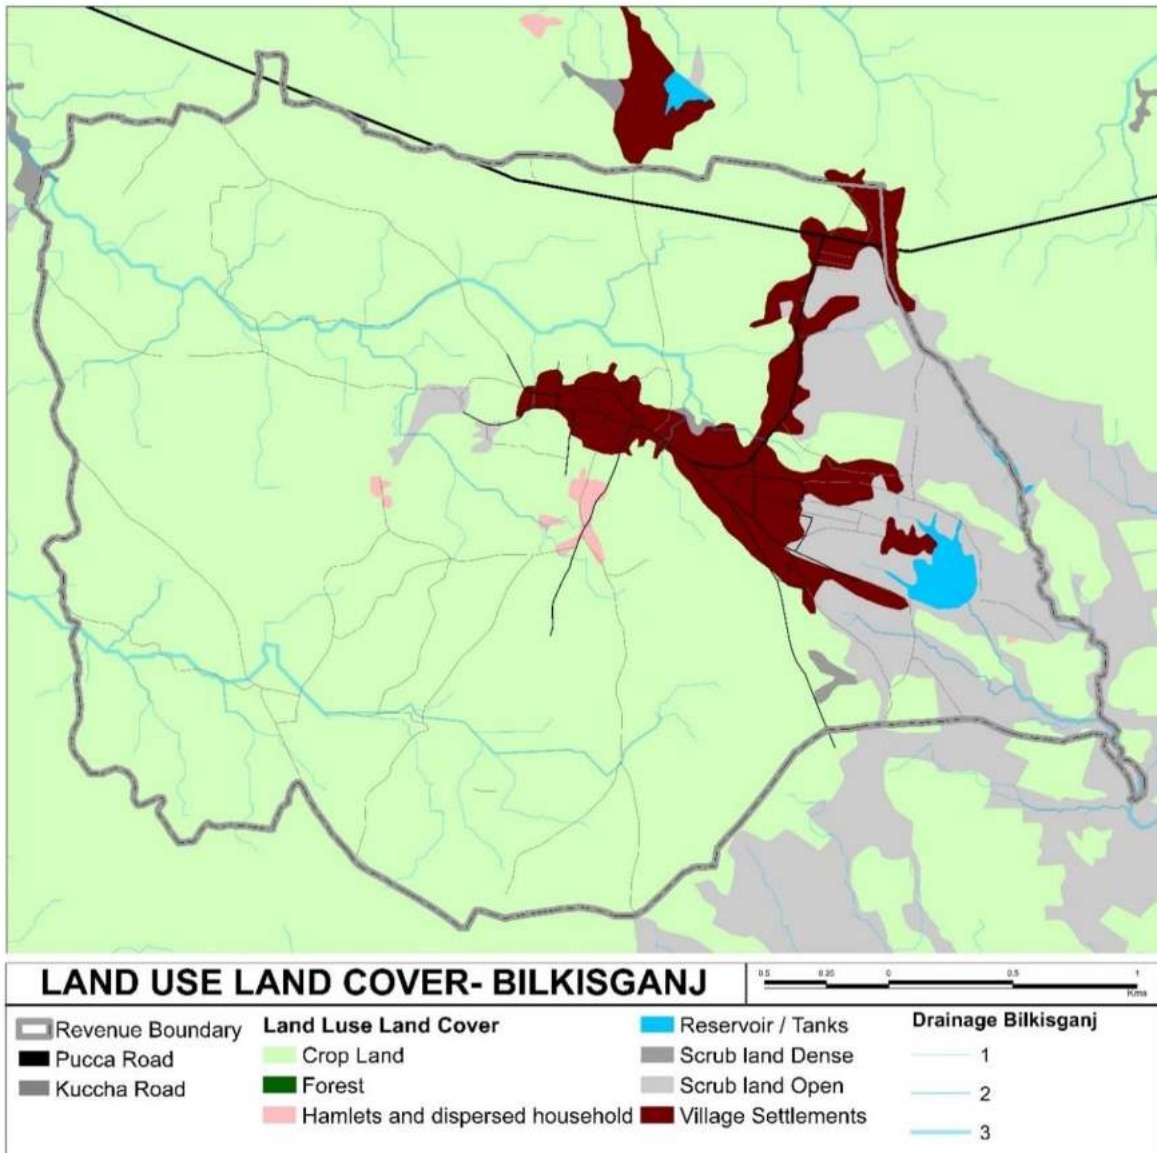 LAND USE LAND COVER- BILKISGANJ
0.5 0.25 0 0.5 1
Kms
Revenue Boundary
Pucca Road
Kuccha Road
Land Luse Land Cover
Crop Land
Forest
Hamlets and dispersed household
Reservoir / Tanks
Scrub land Dense
Scrub land Open
Village Settlements
Drainage Bilkisganj
1
2
3